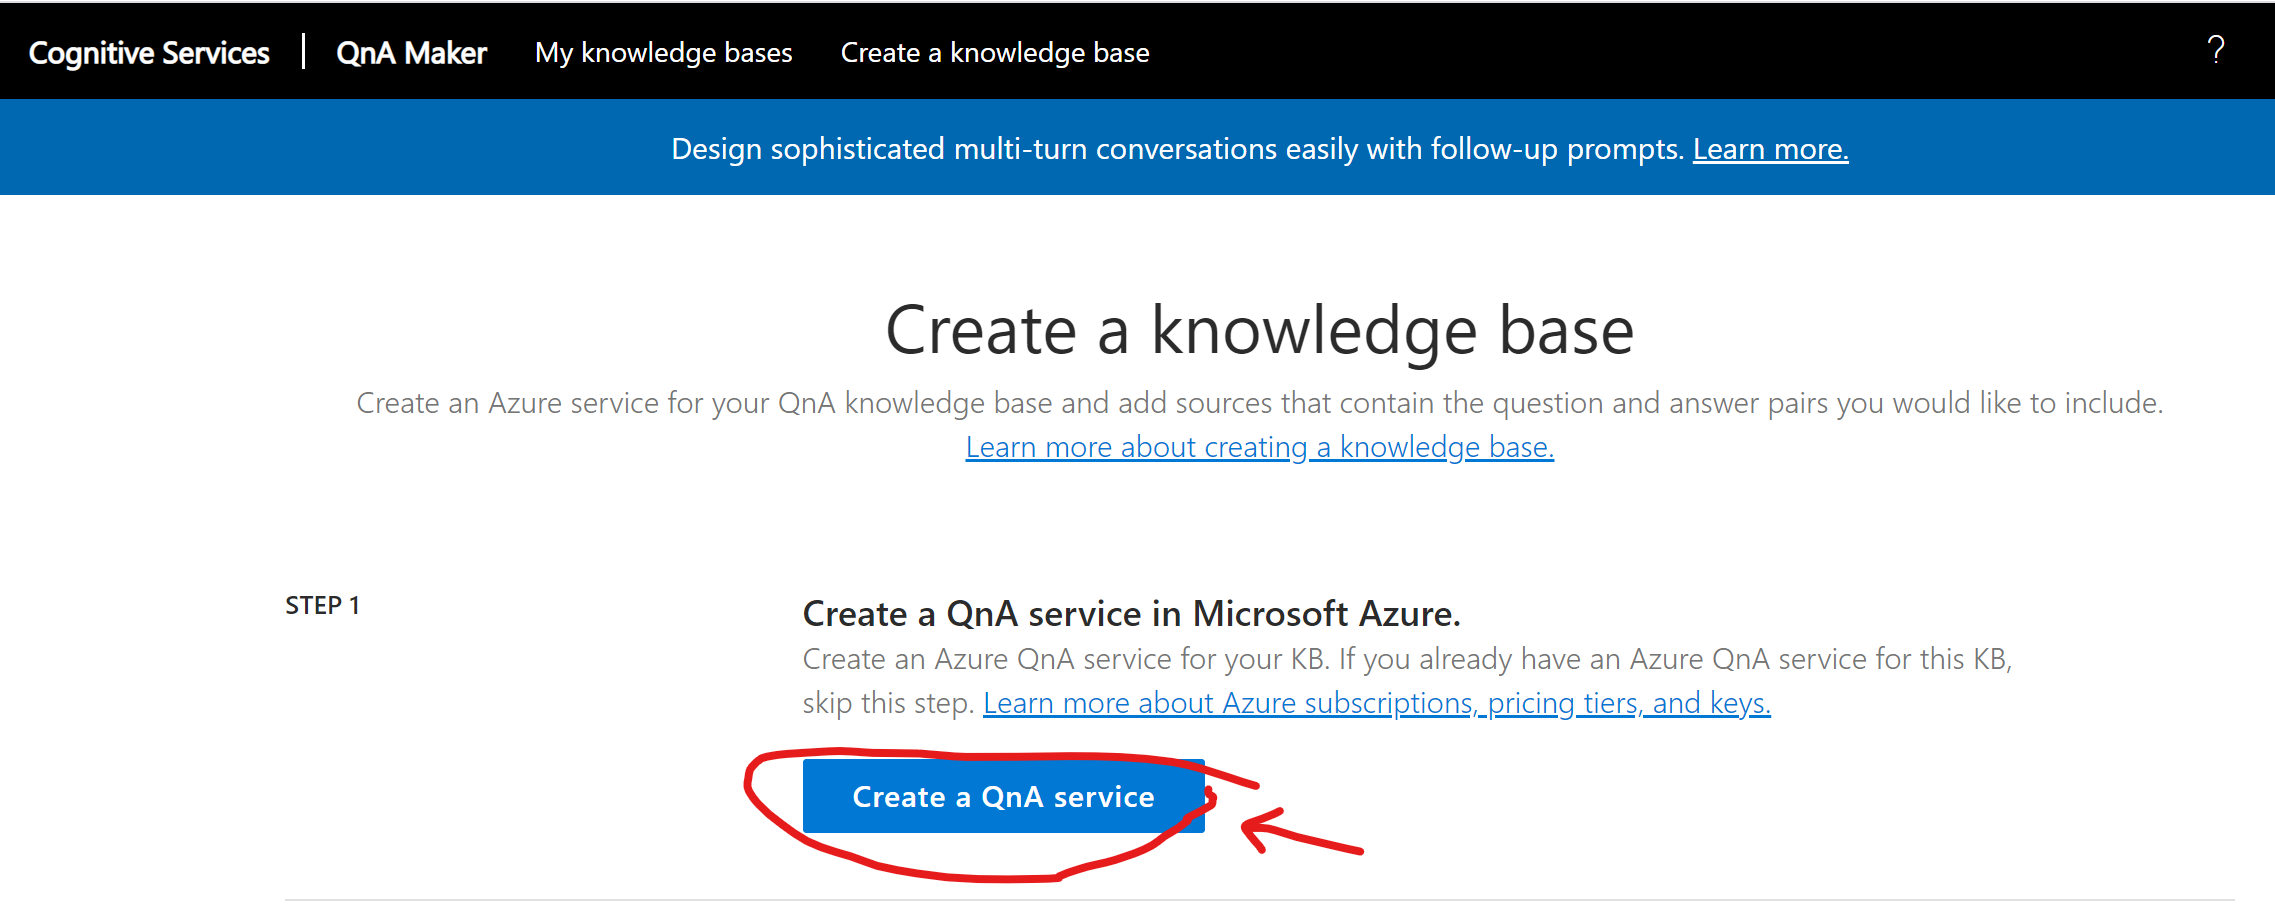 Cognitive Services | QnA Maker My knowledge bases Create a knowledge base ?
Design sophisticated multi-turn conversations easily with follow-up prompts. Learn more.
Create a knowledge base
Create an Azure service for your QnA knowledge base and add sources that contain the question and answer pairs you would like to include.
Learn more about creating a knowledge base.
STEP 1
Create a QnA service in Microsoft Azure.
Create an Azure QnA service for your KB. If you already have an Azure QnA service for this KB,
skip this step. Learn more about Azure subscriptions, pricing tiers, and keys.
Create a QnA service